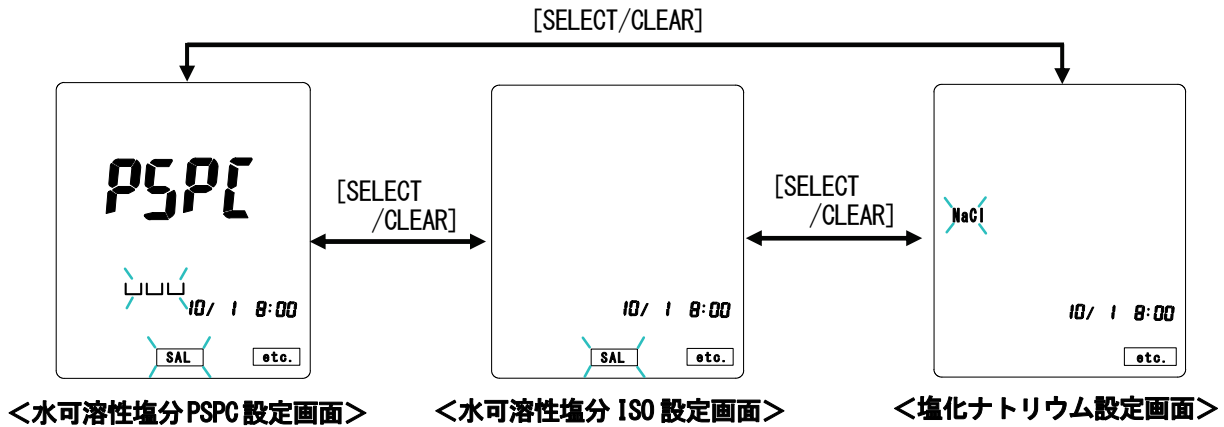 [SELECT/CLEAR]
PSPC
10/ 1 8:00
SAL
etc.
<水可溶性塩分PSPC設定画面>
[SELECT
/CLEAR]
10/ 1 8:00
SAL
etc.
<水可溶性塩分 ISO 設定画面>
[SELECT
/CLEAR]
NaCl
10/ 1 8:00
etc.
<塩化ナトリウム設定画面>